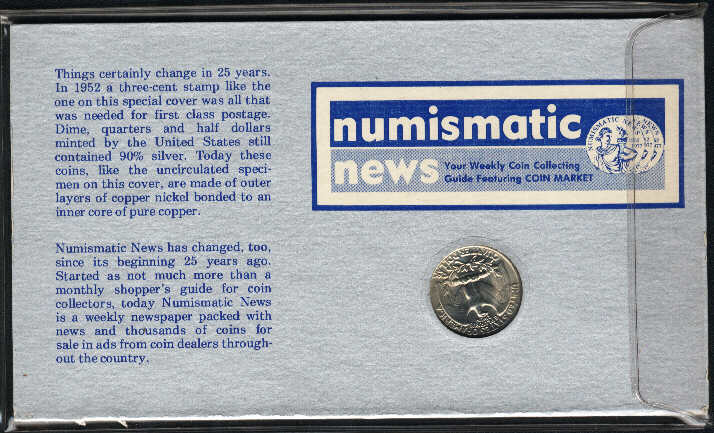 Things certainly change in 25 years.
In 1952 a three-cent stamp like the
one on this special cover was all that
was needed for first class postage.
Dime, quarters and half dollars
minted by the United States still
contained 90% silver. Today these
coins, like the uncirculated speci-
men on this cover, are made of outer
layers of copper nickel bonded to an
inner core of pure copper.
Numismatic News has changed, too,
since its beginning 25 years ago.
Started as not much more than a
monthly shopper's guide for coin
collectors, today Numismatic News
is a weekly newspaper packed with
news and thousands of coins for
sale in ads from coin dealers through-
out the country.
numismatic
news
Your Weekly Coin Collecting
Guide Featuring COIN MARKET
NUMISMATIC NEWS